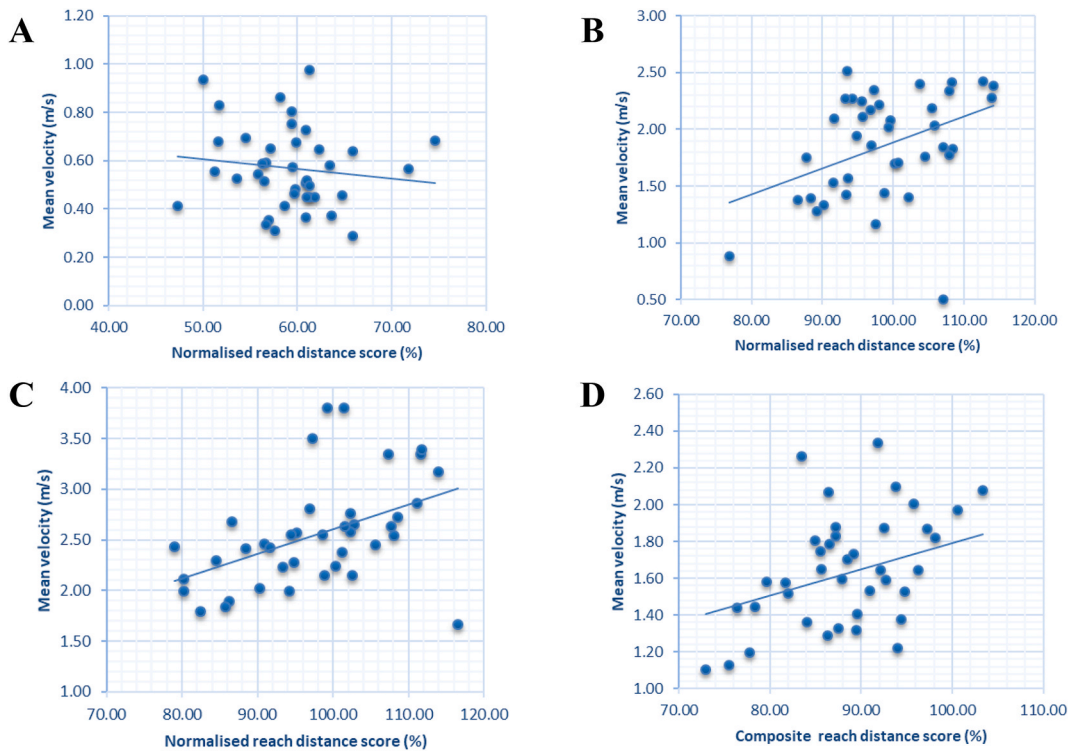 A
Mean velocity (m/s)
1.20
1.00
0.80
0.60
0.40
0.20
0.00
40.00 50.00 60.00 70.00 80.00
Normalised reach distance score (%)
B
Mean velocity (m/s)
3.00
2.50
2.00
1.50
1.00
0.50
70.00 80.00 90.00 100.00 110.00 120.00
Normalised reach distance score (%)
C
Mean velocity (m/s)
4.00
3.50
3.00
2.50
2.00
1.50
1.00
70.00 80.00 90.00 100.00 110.00 120.00
Normalised reach distance score (%)
D
Mean velocity (m/s)
2.60
2.40
2.20
2.00
1.80
1.60
1.40
1.20
1.00
70.00 80.00 90.00 100.00 110.00
Composite reach distance score (%)